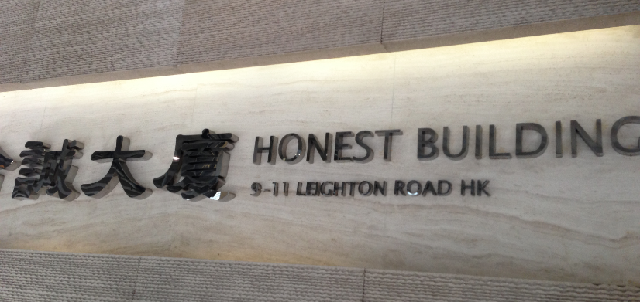 誠大廈
HONEST BUILDING
9-11 LEIGHTON ROAD HK